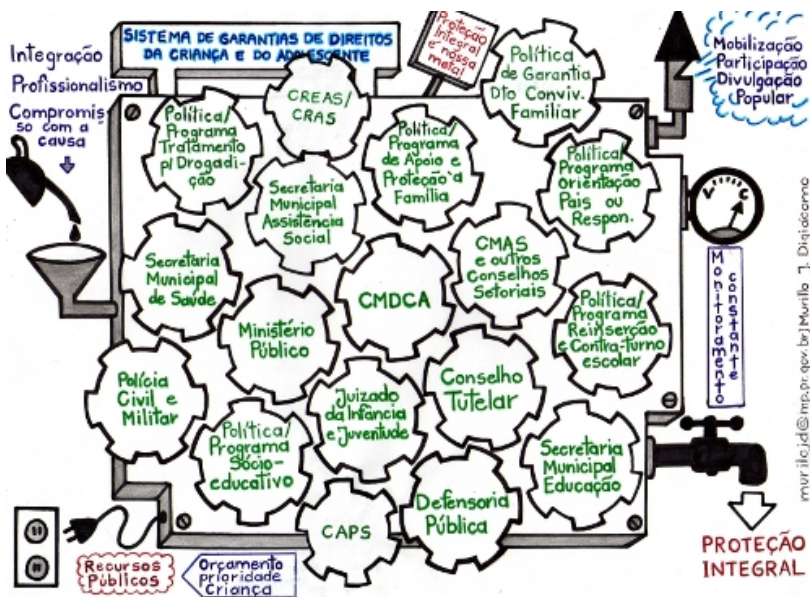 SISTEMA DE GARANTIAS DE DIREITOS
DA CRIANÇA E DO ADOLESCENTE
Proteção
Integral
é nossa
meta!
Integração
Profissionalismo
Compromis
so com a
causa
Mobilização
Participação
Divulgação
Popular
Política/
Programa
Tratamento
p/ Drogadi-
ção
CREAS/
CRAS
Política/
Programa
de Apoio e
Proteção à
Família
Política
de Garantia
Dto Conviv.
Familiar
Política/
Programa
Orientação
Pais ou
Respon.
Secretaria
Municipal
Assistência
Social
Secretaria
Municipal
de Saúde
CMDCA
CMAS
e outros
Conselhos
Setoriais
Política/
Programa
Reinserção
e Contra-turno
escolar
Ministério
Público
Polícia
Civil e
Militar
Juizado
da Infância
e Juventude
Conselho
Tutelar
Política/
Programa
Sócio-
educativo
Secretaria
Municipal
Educação
CAPS
Defensoria
Pública
Monitoramento
constante
Recursos
Públicos
Orçamento
prioridade
Criança
PROTEÇÃO
INTEGRAL
murilojd@mp.pr.gov.br|Murillo J. Digiácomo